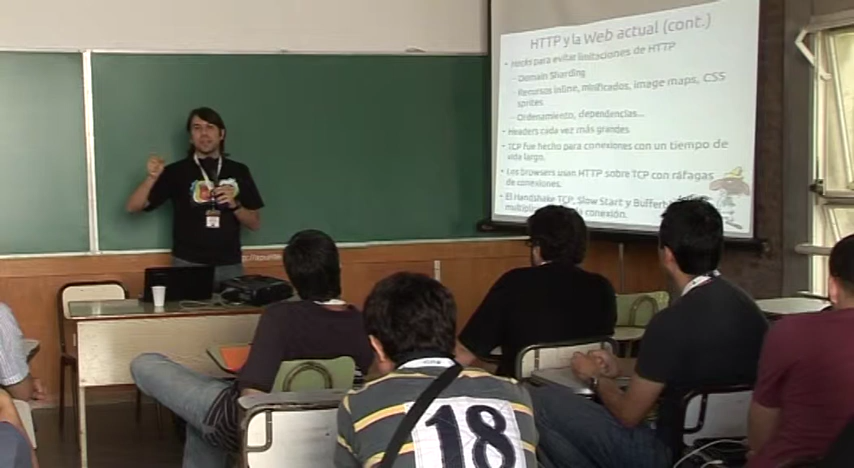 HTTP y la Web actual (cont.)
• Hacks para evitar limitaciones de HTTP
– Domain Sharding
– Recursos inline, minificados, image maps, CSS
sprites.
– Ordenamiento, dependencias...
• Headers cada vez más grandes
• TCP fue hecho para conexiones con un tiempo de
vida largo.
• Los browsers usan HTTP sobre TCP con ráfagas
de conexiones.
• El Handshake TCP, Slow Start y
conexión.
18